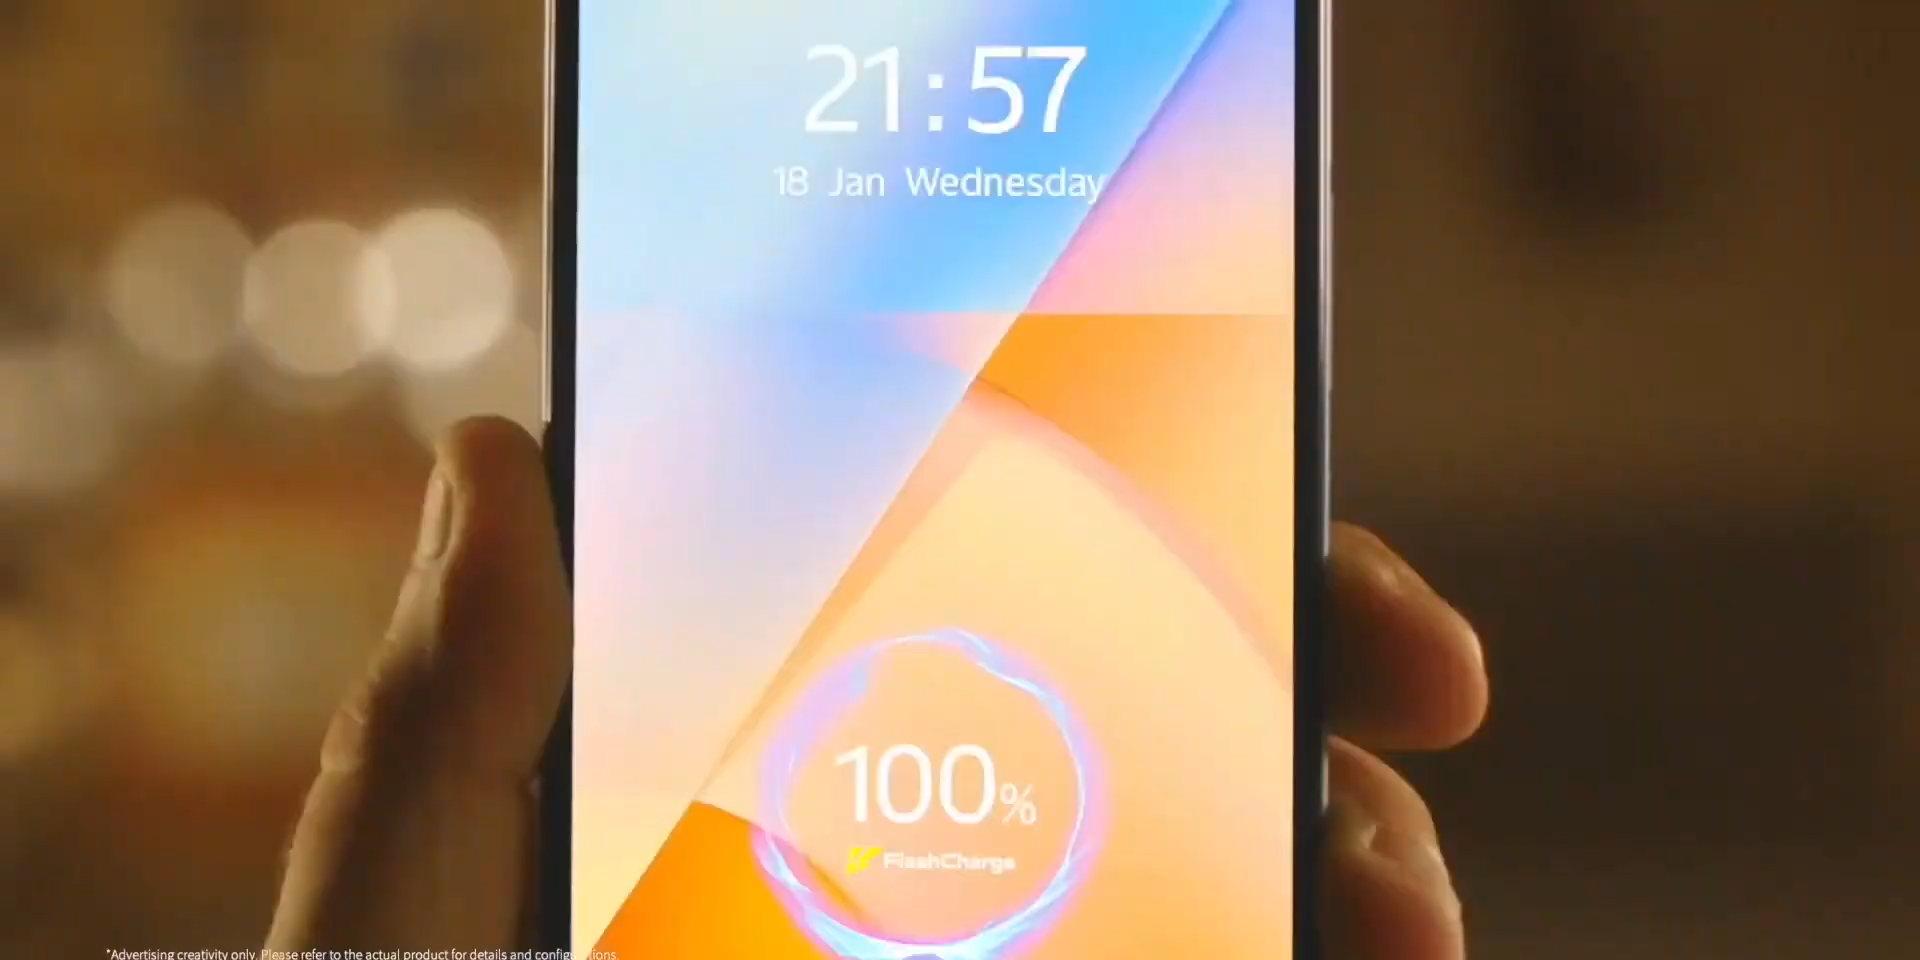 21:57
18 Jan Wednesday
100%
FlashCharge
*Advertising creativity only. Please refer to the actual product for details and configurations.